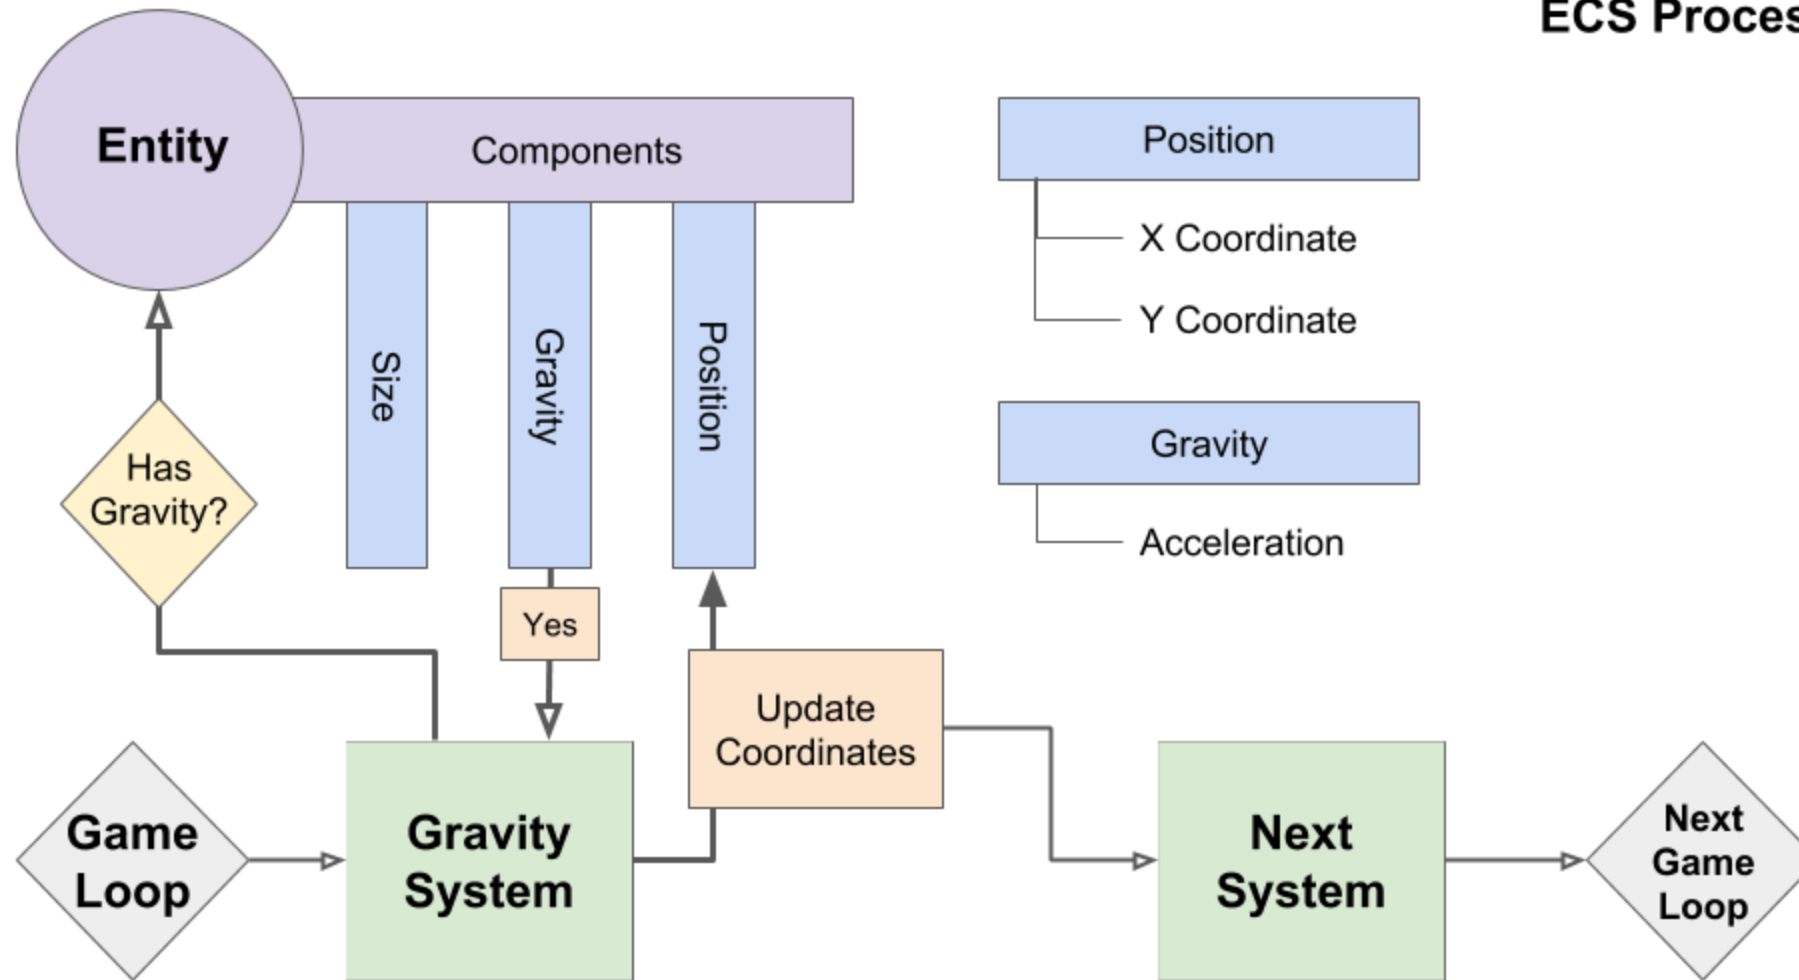 ECS Proces
Entity
Components
Position
X Coordinate
Y Coordinate
Size
Gravity
Position
Gravity
Acceleration
Has
Gravity?
Yes
Update
Coordinates
Game
Loop
Gravity
System
Next
System
Next
Game
Loop